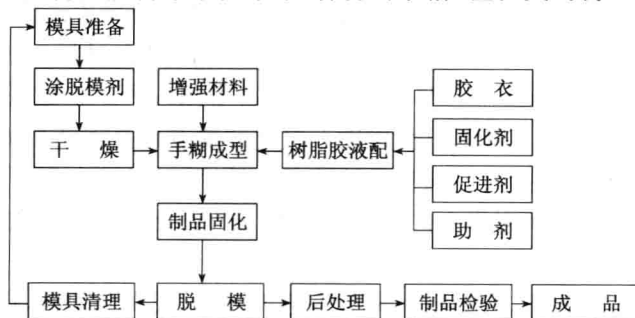 模具准备
涂脱模剂
增强材料
胶 衣
干 燥
手糊成型
树脂胶液配
固化剂
促进剂
制品固化
助 剂
模具清理
脱 模
后处理
制品检验
成 品